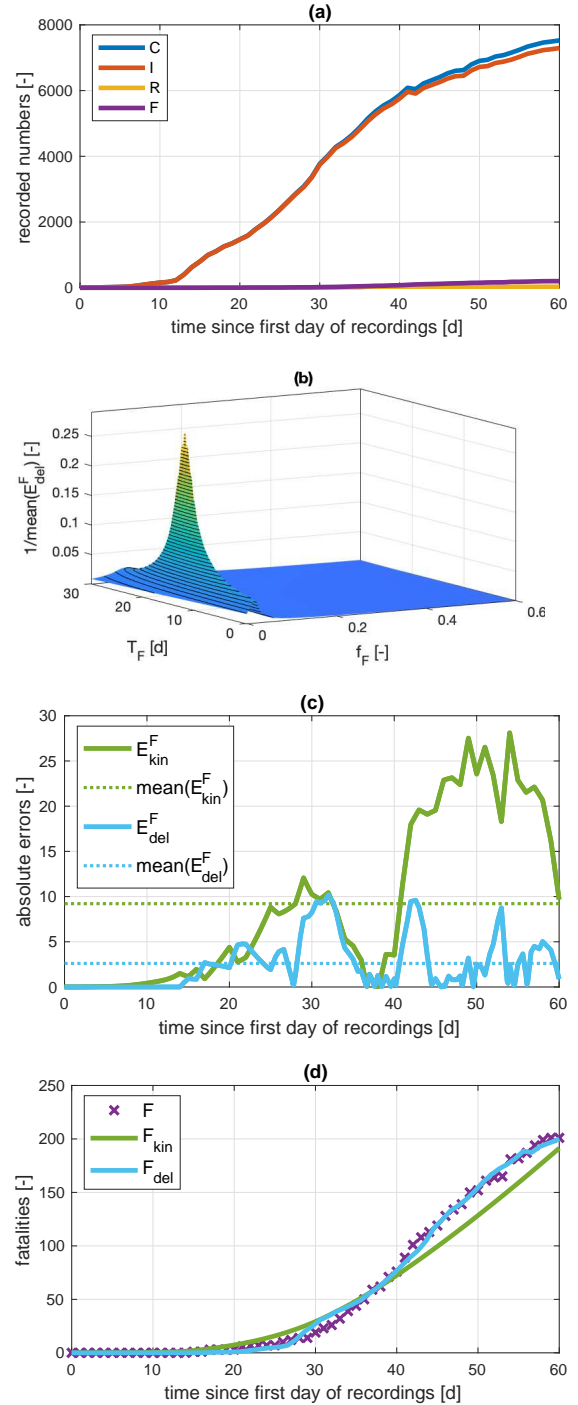 (a)
8000
6000
4000
2000
0
recorded numbers [-]
C
I
R
F
0 10 20 30 40 50 60
time since first day of recordings [d]
(b)
1/mean(E^F_del) [-]
0.25
0.2
0.15
0.1
0.05
30
20
10
0
T_F [d]
0
0.2
0.4
0.6
f_F [-]
(c)
30
25
20
15
10
5
0
absolute errors [-]
E^F_kin
mean(E^F_kin)
E^F_del
mean(E^F_del)
0 10 20 30 40 50 60
time since first day of recordings [d]
(d)
250
200
150
100
50
0
fatalities [-]
F
F_kin
F_del
0 10 20 30 40 50 60
time since first day of recordings [d]